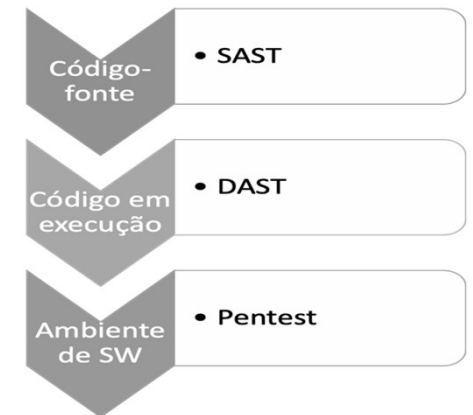 Código-
fonte
• SAST
Código em
execução
• DAST
Ambiente
de SW
• Pentest